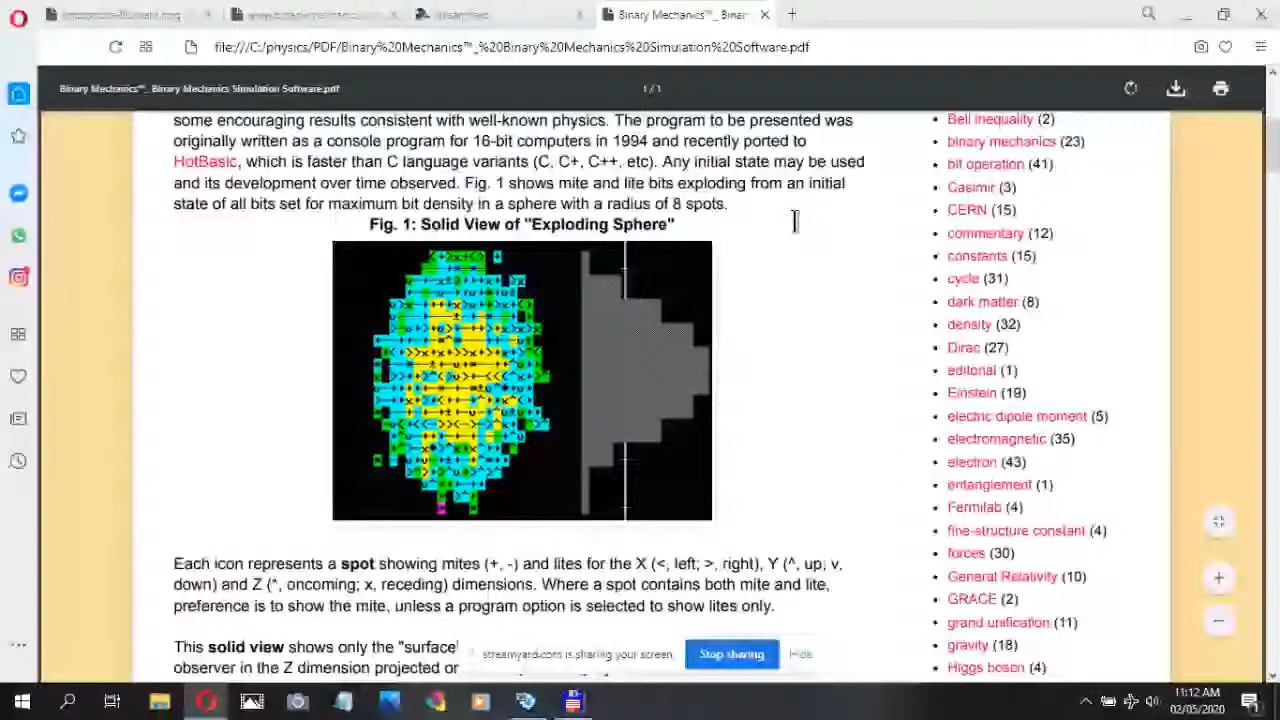 Binary Mechanics™_ Binar
file:///C:/physics/PDF/Binary%20Mechanics™_%20Binary%20Mechanics%20Simulation%20Software.pdf
Binary Mechanics™_ Binary Mechanics Simulation Software.pdf
1/1
some encouraging results consistent with well-known physics. The program to be presented was
originally written as a console program for 16-bit computers in 1994 and recently ported to
HotBasic, which is faster than C language variants (C, C+, C++, etc). Any initial state may be used
and its development over time observed. Fig. 1 shows mite and lite bits exploding from an initial
state of all bits set for maximum bit density in a sphere with a radius of 8 spots.
Fig. 1: Solid View of "Exploding Sphere"
Each icon represents a spot showing mites (+, -) and lites for the X (<, left; >, right), Y (^, up; v,
down) and Z (*, oncoming; x, receding) dimensions. Where a spot contains both mite and lite,
preference is to show the mite, unless a program option is selected to show lites only.
This solid view shows only the "surface
observer in the Z dimension projected or
Bell inequality (2)
binary mechanics (23)
bit operation (41)
Casimir (3)
CERN (15)
commentary (12)
constants (15)
cycle (31)
dark matter (8)
density (32)
Dirac (27)
editorial (1)
Einstein (19)
electric dipole moment (5)
electromagnetic (35)
electron (43)
entanglement (1)
Fermilab (4)
fine-structure constant (4)
forces (30)
General Relativity (10)
GRACE (2)
grand unification (11)
gravity (18)
Higgs boson (4)
streamyard.com is sharing your screen.
Stop sharing
Hide
11:12 AM
02/05/2020